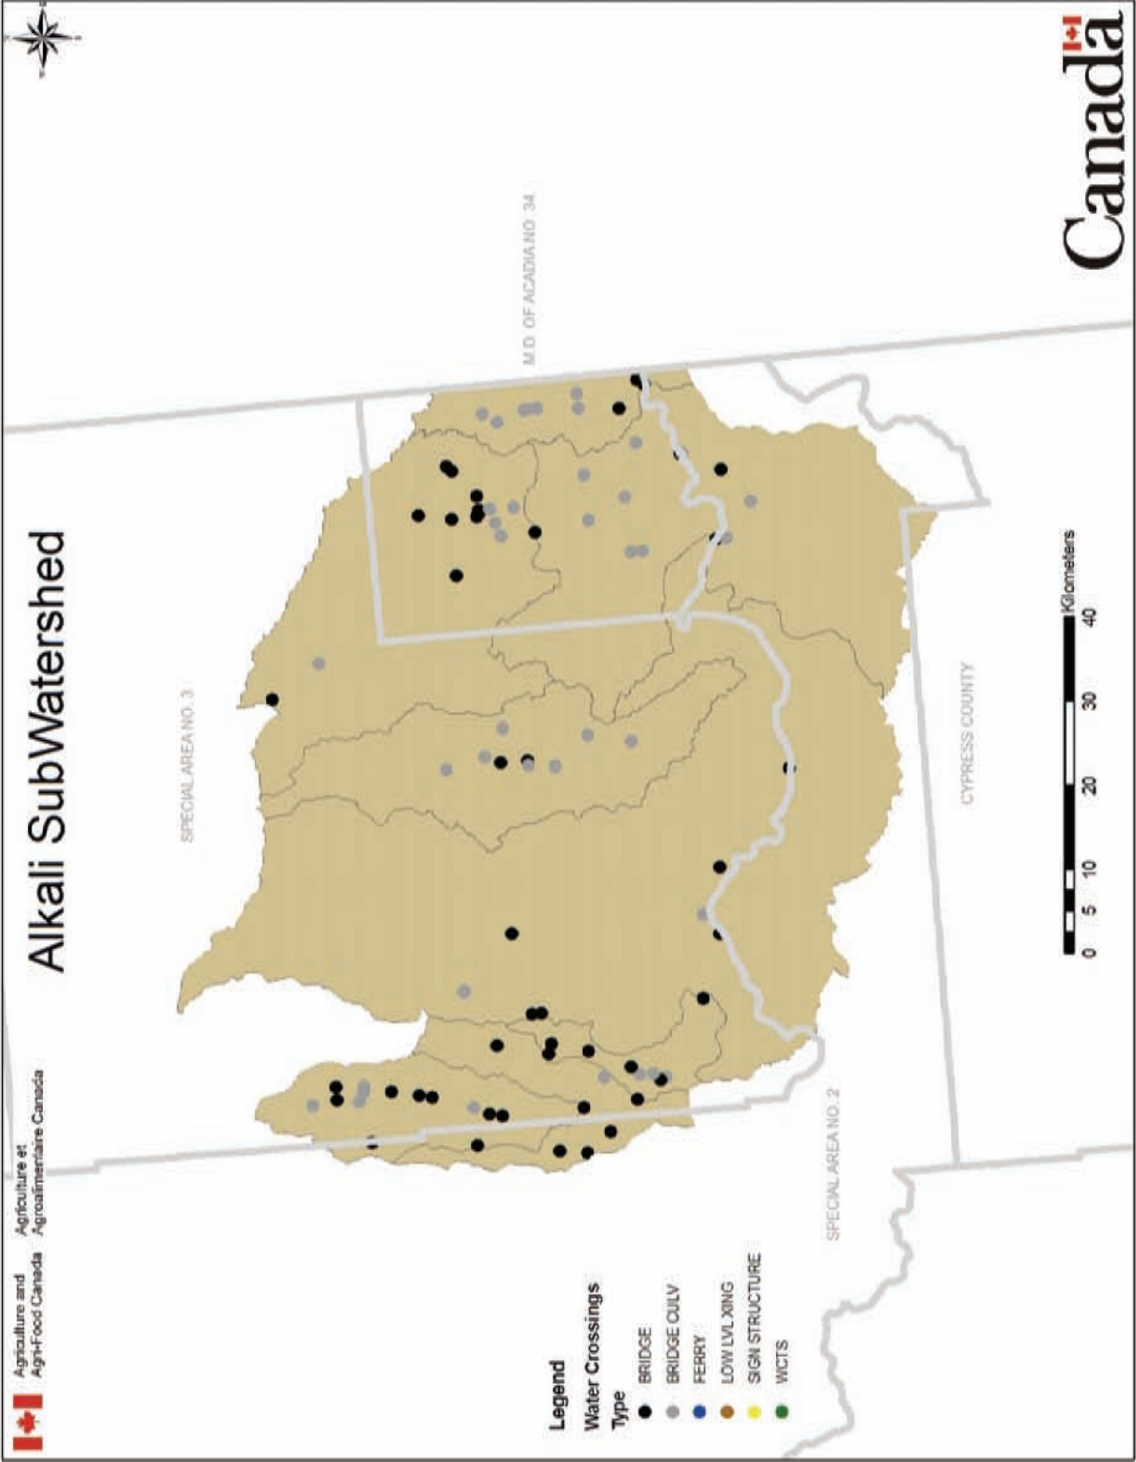 Agriculture and
Agri-Food Canada
Agriculture et
Agroalimentaire Canada
Alkali SubWatershed
SPECIAL AREA NO. 3
M.D. OF ACADIA NO. 34
Legend
Water Crossings
Type
BRIDGE
BRIDGE CULV
FERRY
LOW LVL XING
SIGN STRUCTURE
WCTS
SPECIAL AREA NO. 2
CYPRESS COUNTY
0 5 10 20 30 40
Kilometers
Canada